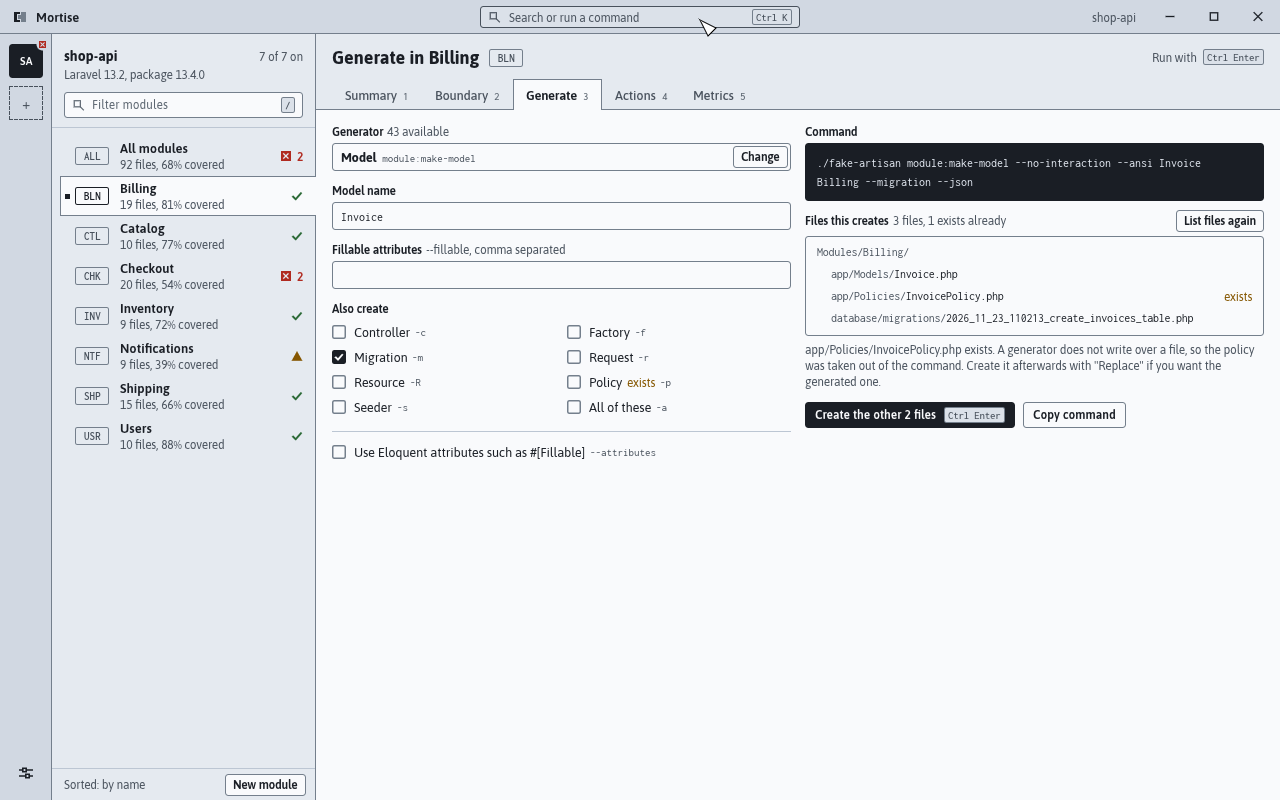 Mortise
Search or run a command
Ctrl K
shop-api
SA
+
shop-api
7 of 7 on
Laravel 13.2, package 13.4.0
Filter modules
/
ALL
All modules
92 files, 68% covered
2
BLN
Billing
19 files, 81% covered
CTL
Catalog
10 files, 77% covered
CHK
Checkout
20 files, 54% covered
2
INV
Inventory
9 files, 72% covered
NTF
Notifications
9 files, 39% covered
SHP
Shipping
15 files, 66% covered
USR
Users
10 files, 88% covered
Sorted: by name
New module
Generate in Billing
BLN
Run with
Ctrl Enter
Summary 1
Boundary 2
Generate 3
Actions 4
Metrics 5
Generator 43 available
Model module:make-model
Change
Model name
Invoice
Fillable attributes --fillable, comma separated
Also create
Controller -c
Factory -f
Migration -m
Request -r
Resource -R
Policy exists -p
Seeder -s
All of these -a
Use Eloquent attributes such as #[Fillable] --attributes
Command
./fake-artisan module:make-model --no-interaction --ansi Invoice
Billing --migration --json
Files this creates 3 files, 1 exists already
List files again
Modules/Billing/
app/Models/Invoice.php
app/Policies/InvoicePolicy.php
exists
database/migrations/2026_11_23_110213_create_invoices_table.php
app/Policies/InvoicePolicy.php exists. A generator does not write over a file, so the policy
was taken out of the command. Create it afterwards with "Replace" if you want the
generated one.
Create the other 2 files
Ctrl Enter
Copy command